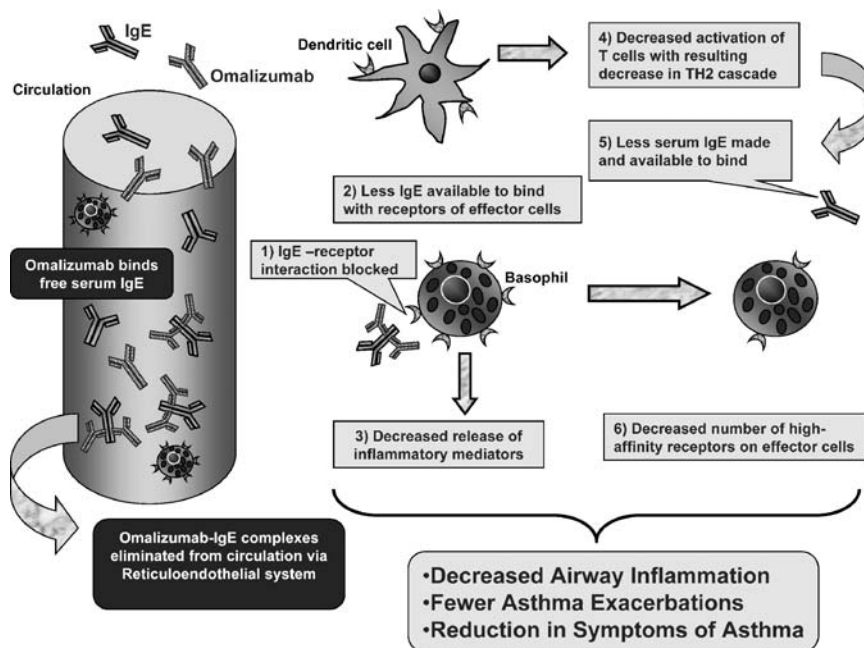 IgE
Omalizumab
Circulation
Omalizumab binds
free serum IgE
Omalizumab-IgE complexes
eliminated from circulation via
Reticuloendothelial system
Dendritic cell
4) Decreased activation of
T cells with resulting
decrease in TH2 cascade
5) Less serum IgE made
and available to bind
2) Less IgE available to bind
with receptors of effector cells
1) IgE –receptor
interaction blocked
Basophil
3) Decreased release of
inflammatory mediators
6) Decreased number of high-
affinity receptors on effector cells
•Decreased Airway Inflammation
•Fewer Asthma Exacerbations
•Reduction in Symptoms of Asthma